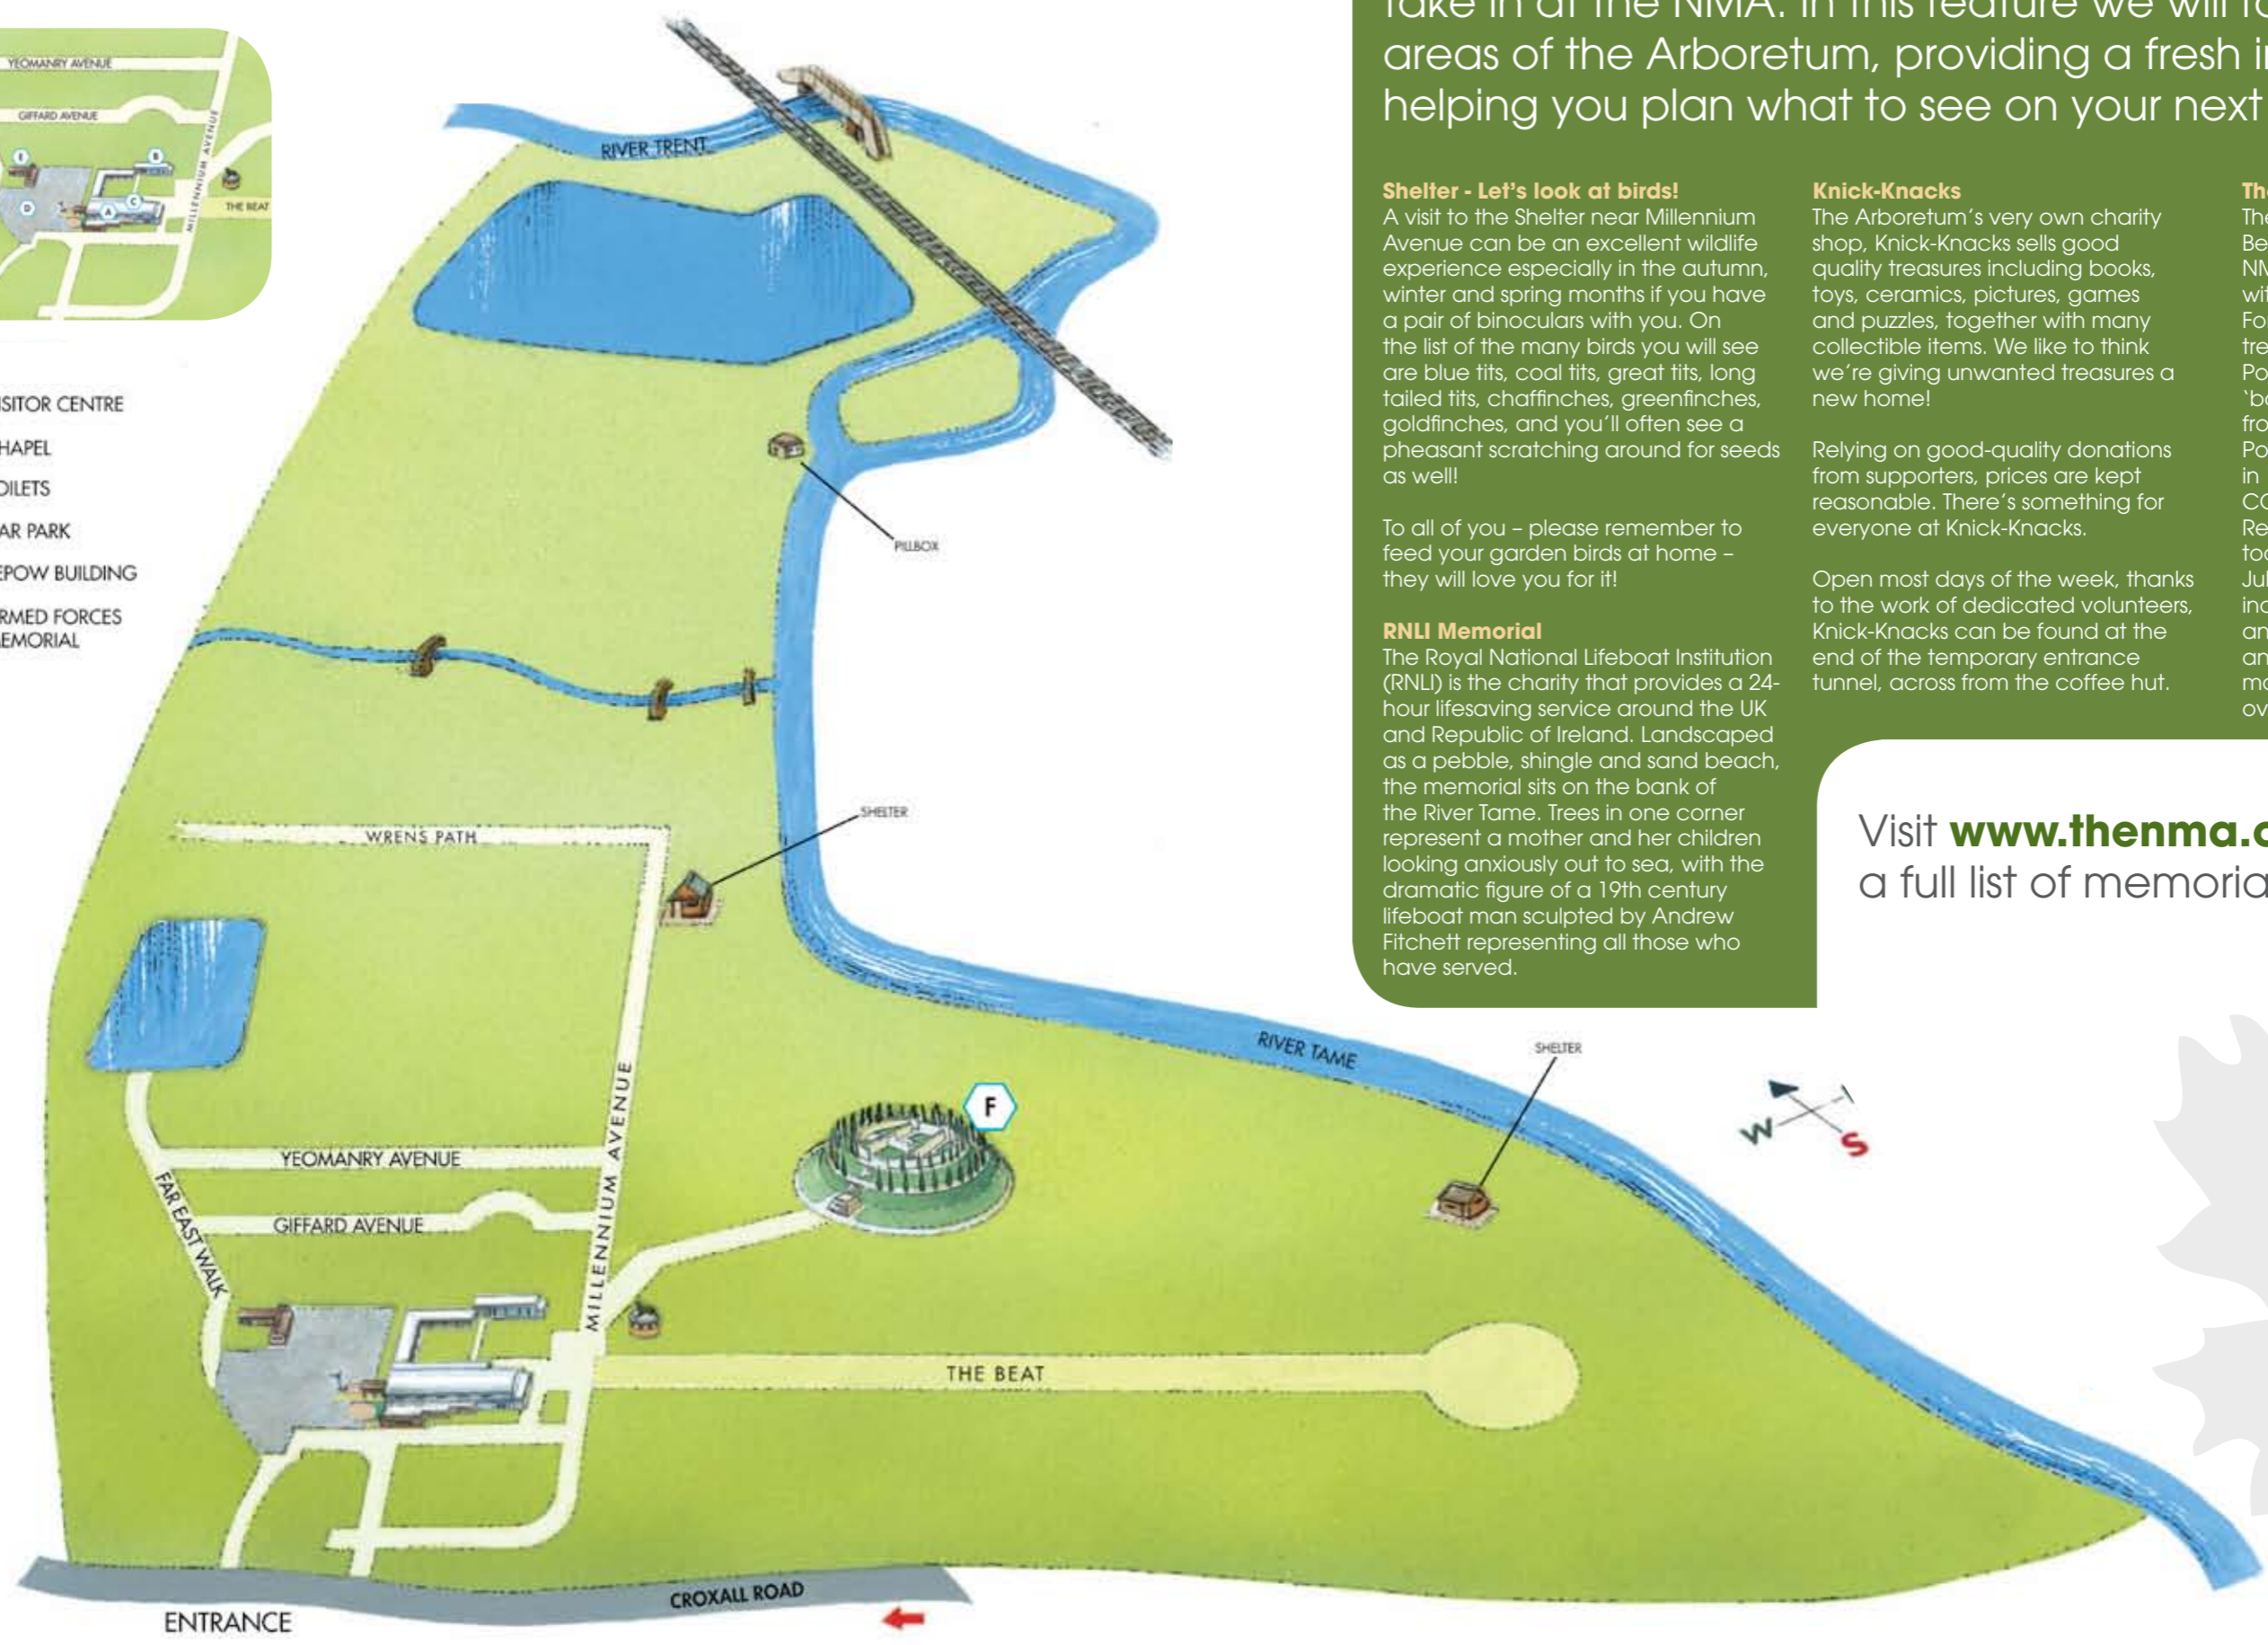 YEOMANRY AVENUE
GIFFARD AVENUE
MILLENNIUM AVENUE
E
B
D
A
C
THE BEAT
ISITOR CENTRE
HAPEL
OILETS
AR PARK
EPOW BUILDING
RMED FORCES
EMORIAL
RIVER TRENT
PILLBOX
WRENS PATH
SHELTER
MILLENNIUM AVENUE
YEOMANRY AVENUE
FAR EAST WALK
GIFFARD AVENUE
F
RIVER TAME
SHELTER
W
S
THE BEAT
CROXALL ROAD
ENTRANCE
take in at the NMA. In this feature we will
areas of the Arboretum, providing a fresh
helping you plan what to see on your next
Shelter - Let's look at birds!
A visit to the Shelter near Millennium
Avenue can be an excellent wildlife
experience especially in the autumn,
winter and spring months if you have
a pair of binoculars with you. On
the list of the many birds you will see
are blue tits, coal tits, great tits, long
tailed tits, chaffinches, greenfinches,
goldfinches, and you'll often see a
pheasant scratching around for seeds
as well!
To all of you – please remember to
feed your garden birds at home –
they will love you for it!
RNLI Memorial
The Royal National Lifeboat Institution
(RNLI) is the charity that provides a 24-
hour lifesaving service around the UK
and Republic of Ireland. Landscaped
as a pebble, shingle and sand beach,
the memorial sits on the bank of
the River Tame. Trees in one corner
represent a mother and her children
looking anxiously out to sea, with the
dramatic figure of a 19th century
lifeboat man sculpted by Andrew
Fitchett representing all those who
have served.
Knick-Knacks
The Arboretum's very own charity
shop, Knick-Knacks sells good
quality treasures including books,
toys, ceramics, pictures, games
and puzzles, together with many
collectible items. We like to think
we're giving unwanted treasures a
new home!
Relying on good-quality donations
from supporters, prices are kept
reasonable. There's something for
everyone at Knick-Knacks.
Open most days of the week, thanks
to the work of dedicated volunteers,
Knick-Knacks can be found at the
end of the temporary entrance
tunnel, across from the coffee hut.
Visit www.thenma.
a full list of memoria